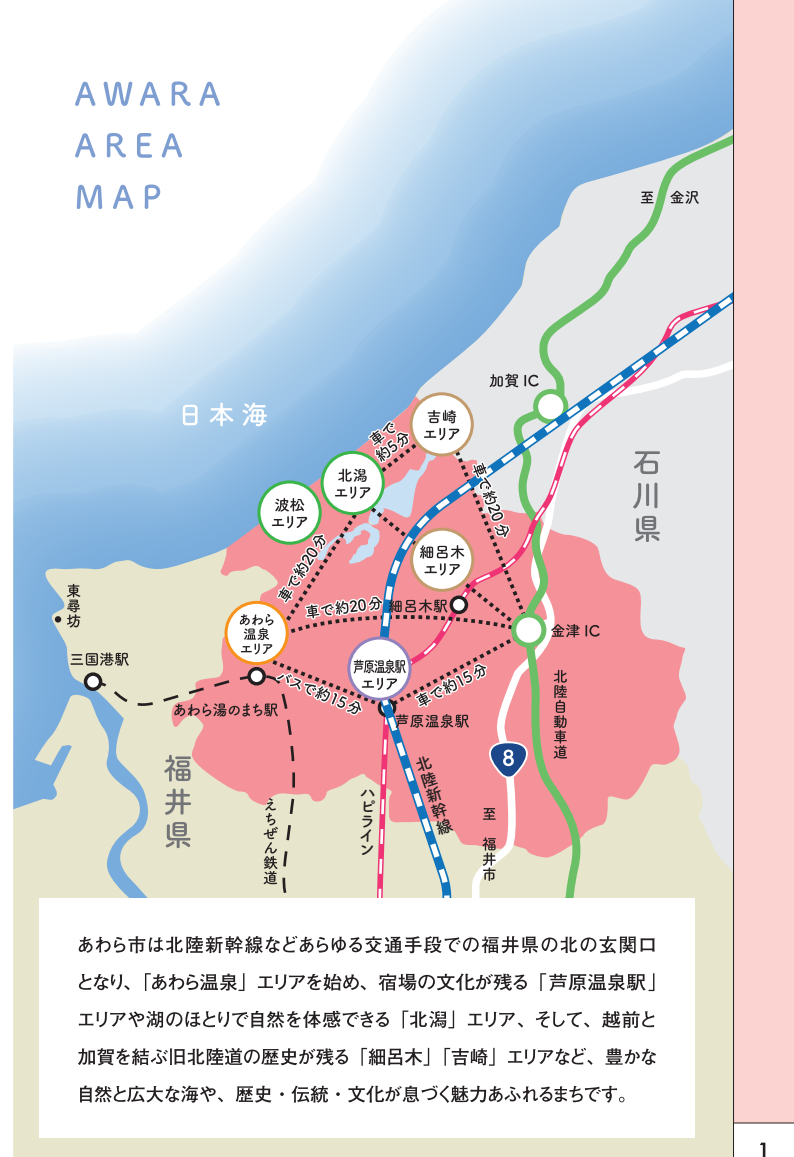 AWARA
AREA
MAP
至 金沢
加賀IC
日本海
吉崎
エリア
車で
約5分
北潟
エリア
車で約20分
石川県
波松
エリア
車で約20分
細呂木
エリア
東尋坊
車で約20分
細呂木駅
あわら
温泉
エリア
金津IC
三国港駅
芦原温泉駅
エリア
バスで約15分
車で約15分
北陸自動車道
あわら湯のまち駅
芦原温泉駅
福井県
8
北陸新幹線
ハピライン
えちぜん鉄道
至 福井市
あわら市は北陸新幹線などあらゆる交通手段での福井県の北の玄関口
となり、「あわら温泉」エリアを始め、宿場の文化が残る「芦原温泉駅」
エリアや湖のほとりで自然を体感できる「北潟」エリア、そして、越前と
加賀を結ぶ旧北陸道の歴史が残る「細呂木」「吉崎」エリアなど、豊かな
自然と広大な海や、歴史・伝統・文化が息づく魅力あふれるまちです。
1